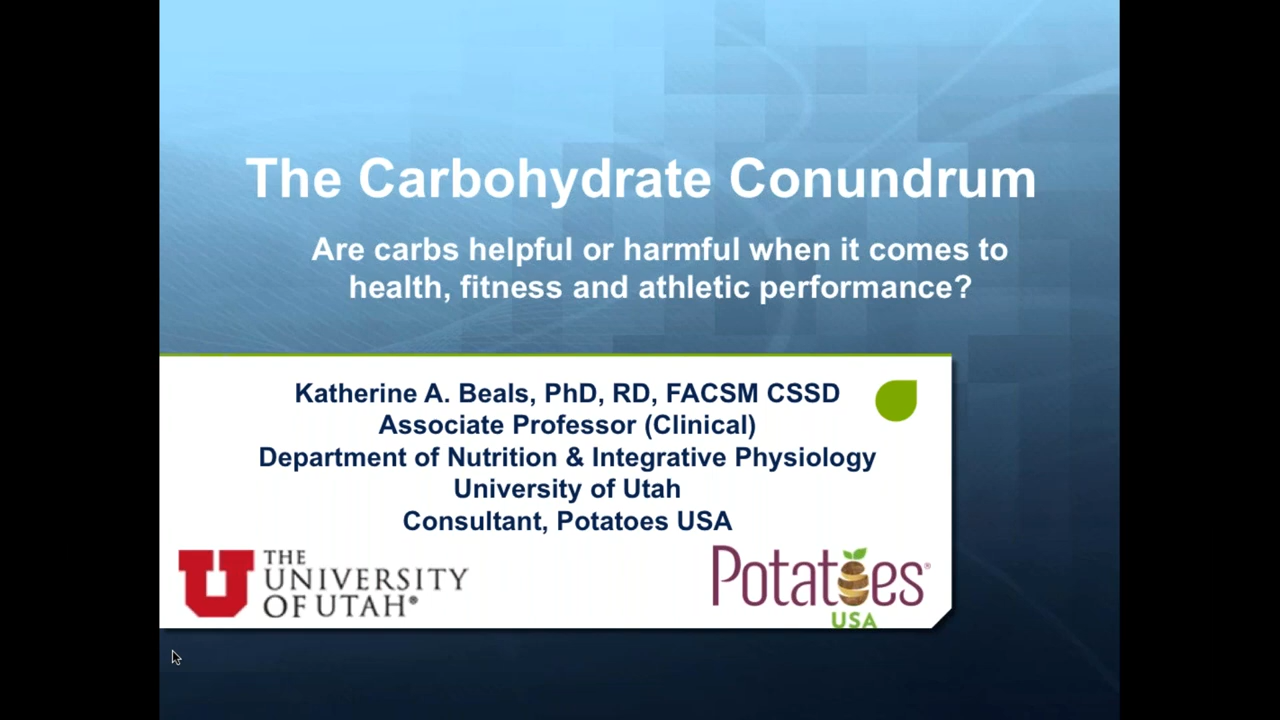 The Carbohydrate Conundrum
Are carbs helpful or harmful when it comes to
health, fitness and athletic performance?
Katherine A. Beals, PhD, RD, FACSM CSSD
Associate Professor (Clinical)
Department of Nutrition & Integrative Physiology
University of Utah
Consultant, Potatoes USA
THE
UNIVERSITY
OF UTAH®
Potatoes®
USA